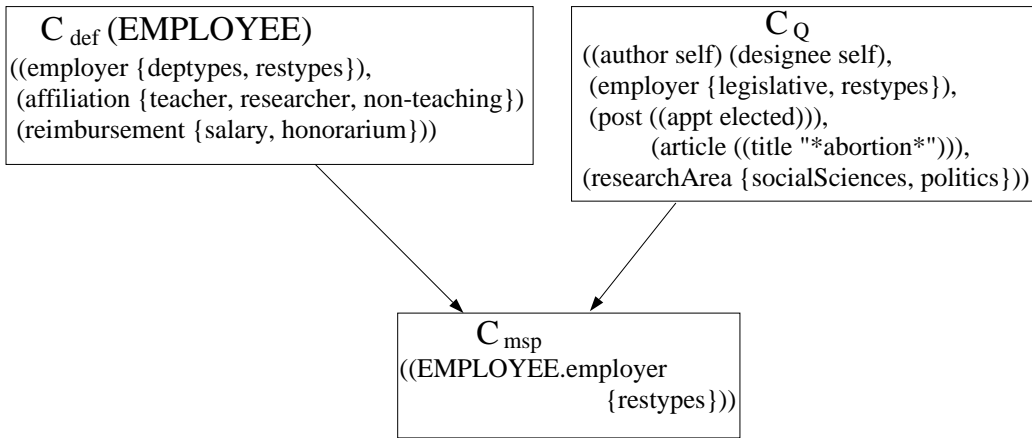 C def (EMPLOYEE)
((employer {deptypes, restypes}),
(affiliation {teacher, researcher, non-teaching})
(reimbursement {salary, honorarium}))
C Q
((author self) (designee self),
(employer {legislative, restypes}),
(post ((appt elected))),
(article ((title "*abortion*"))),
(researchArea {socialSciences, politics}))
C msp
((EMPLOYEE.employer
{restypes}))